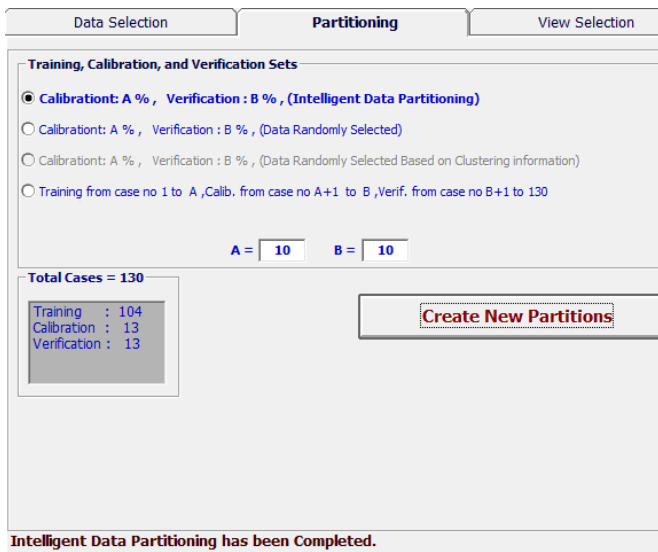 Data Selection
Partitioning
View Selection
Training, Calibration, and Verification Sets
Calibrationt: A % , Verification : B % , (Intelligent Data Partitioning)
Calibrationt: A % , Verification : B % , (Data Randomly Selected)
Calibrationt: A % , Verification : B % , (Data Randomly Selected Based on Clustering information)
Training from case no 1 to A ,Calib. from case no A+1 to B ,Verif. from case no B+1 to 130
A = 10 B = 10
Total Cases = 130
Training : 104
Calibration : 13
Verification : 13
Create New Partitions
Intelligent Data Partitioning has been Completed.